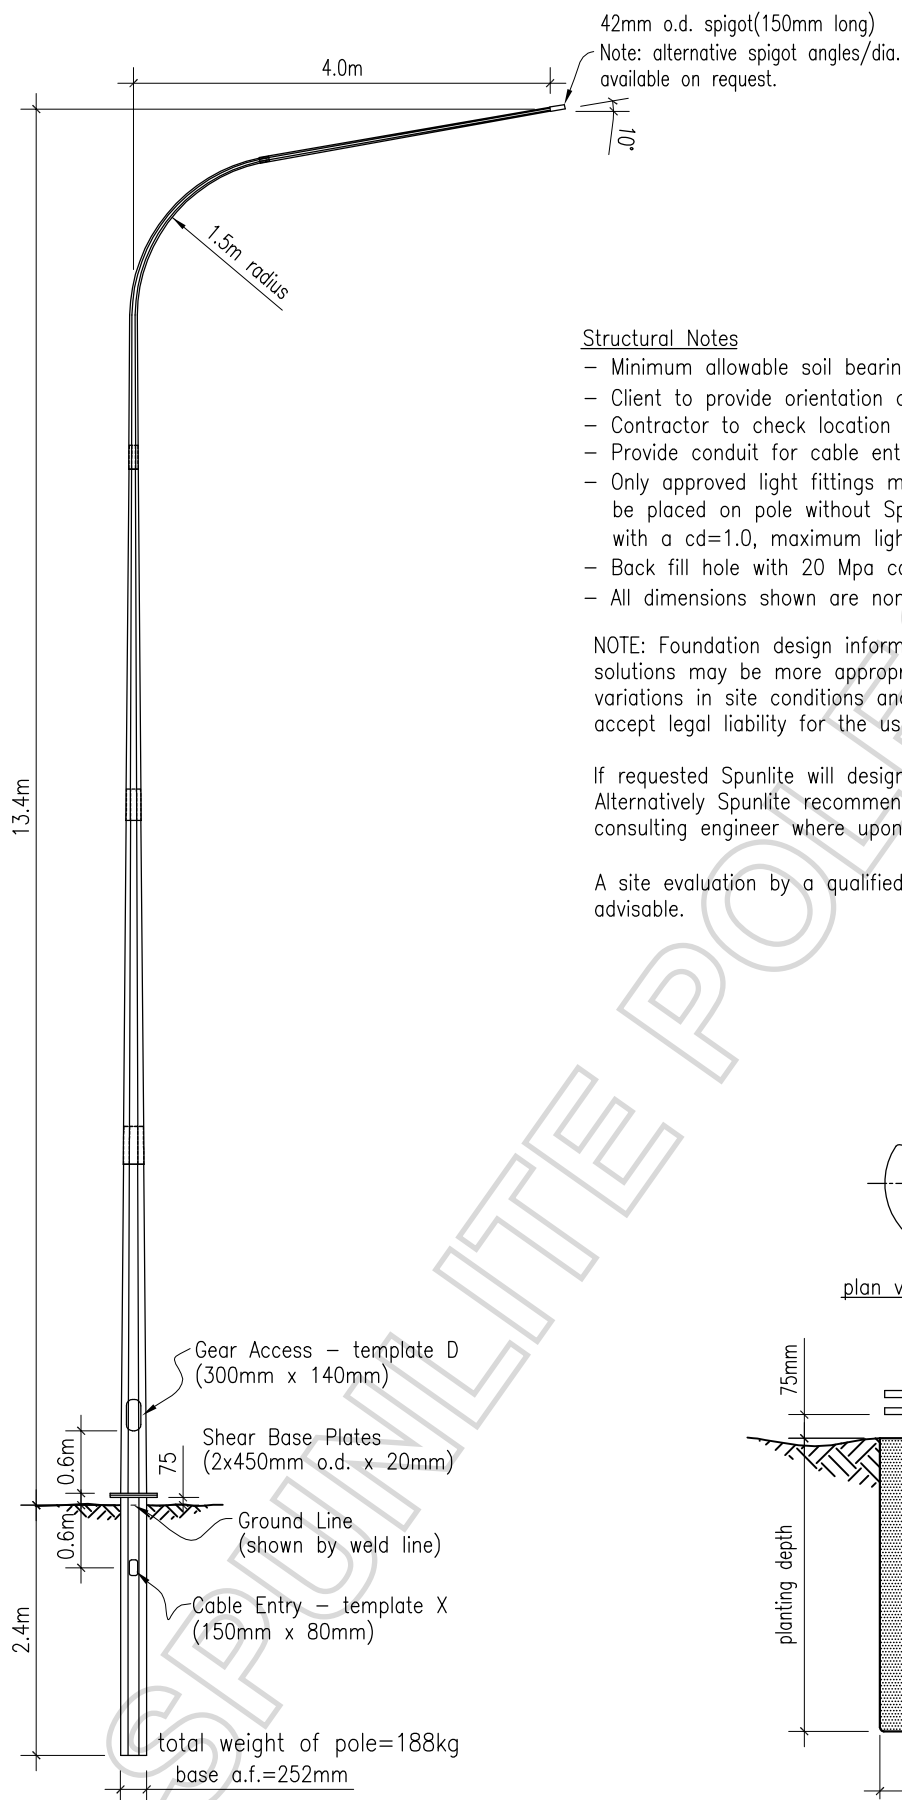 42mm o.d. spigot(150mm long)
Note: alternative spigot angles/dia.
available on request.
4.0m
10°
1.5m radius
Structural Notes
- Minimum allowable soil bearin
- Client to provide orientation
- Contractor to check location
- Provide conduit for cable ent
- Only approved light fittings m
be placed on pole without Sp
with a cd=1.0, maximum ligh
- Back fill hole with 20 Mpa co
- All dimensions shown are nom
NOTE: Foundation design inform
solutions may be more appropr
variations in site conditions and
accept legal liability for the us
13.4m
If requested Spunlite will design
Alternatively Spunlite recommen
consulting engineer where upon
A site evaluation by a qualified
advisable.
SPUNLITE POLE
plan v
Gear Access - template D
(300mm x 140mm)
75mm
Shear Base Plates
(2x450mm o.d. x 20mm)
0.6m
75
Ground Line
(shown by weld line)
0.6m
planting depth
Cable Entry - template X
(150mm x 80mm)
2.4m
total weight of pole=188kg
base a.f.=252mm